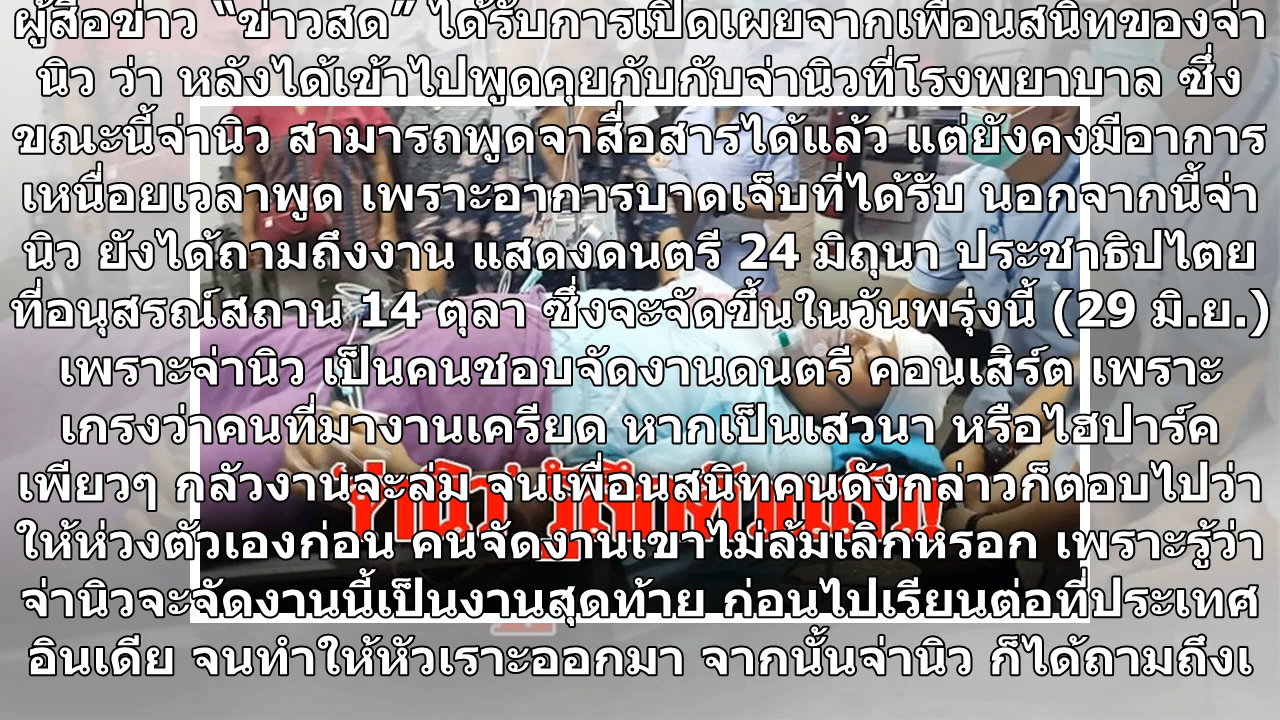 ผู้สื่อข่าว “ข่าวสด” ได้รับการเปิดเผยจากเพื่อนสนิทของจ่า
นิว ว่า หลังได้เข้าไปพูดคุยกับกับจ่านิวที่โรงพยาบาล ซึ่ง
ขณะนี้จ่านิว สามารถพูดจาสื่อสารได้แล้ว แต่ยังคงมีอาการ
เหนื่อยเวลาพูด เพราะอาการบาดเจ็บที่ได้รับ นอกจากนี้จ่า
นิว ยังได้ถามถึงงาน แสดงดนตรี 24 มิถุนา ประชาธิปไตย
ที่อนุสรณ์สถาน 14 ตุลา ซึ่งจะจัดขึ้นในวันพรุ่งนี้ (29 มิ.ย.)
เพราะจ่านิว เป็นคนชอบจัดงานดนตรี คอนเสิร์ต เพราะ
เกรงว่าคนที่มางานเครียด หากเป็นเสวนา หรือไฮปาร์ค
เพียวๆ กลัวงานจะล่ม จนเพื่อนสนิทคนดังกล่าวก็ตอบไปว่า
ให้ห่วงตัวเองก่อน คนจัดงานเขาไม่ล้มเลิกหรอก เพราะรู้ว่า
จ่านิวจะจัดงานนี้เป็นงานสุดท้าย ก่อนไปเรียนต่อที่ประเทศ
อินเดีย จนทำให้หัวเราะออกมา จากนั้นจ่านิว ก็ได้ถามถึงเ